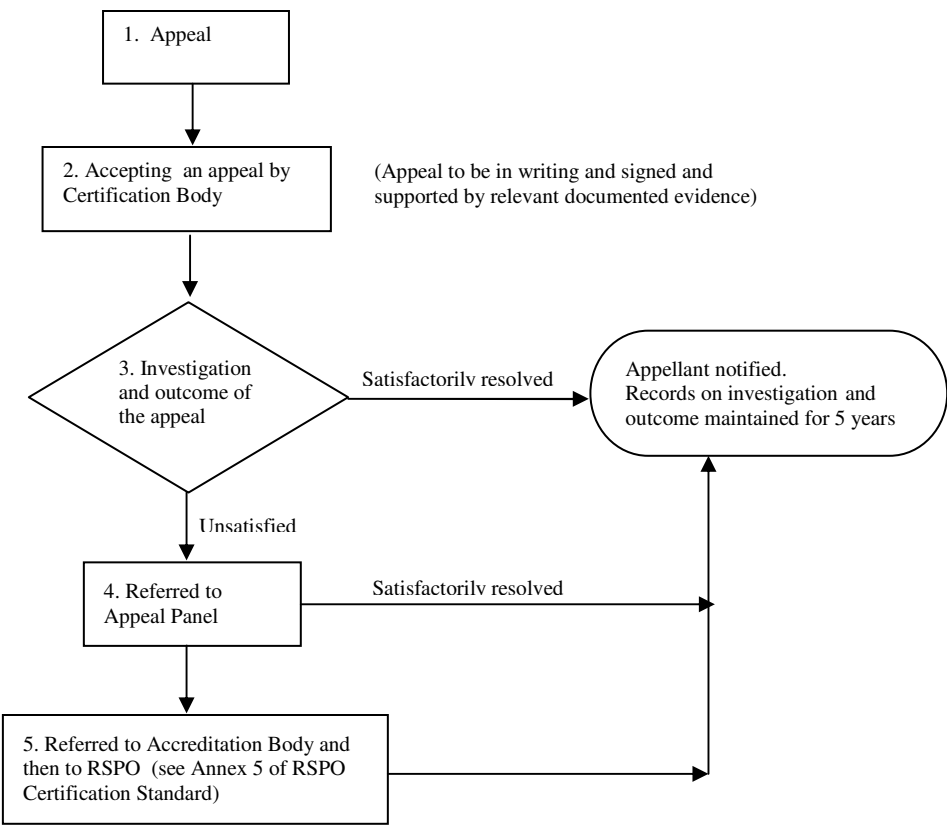 1. Appeal
2. Accepting an appeal by
Certification Body
(Appeal to be in writing and signed and
supported by relevant documented evidence)
3. Investigation
and outcome of
the appeal
Satisfactorily resolved
Appellant notified.
Records on investigation and
outcome maintained for 5 years
Unsatisfied
4. Referred to
Appeal Panel
Satisfactorily resolved
5. Referred to Accreditation Body and
then to RSPO (see Annex 5 of RSPO
Certification Standard)